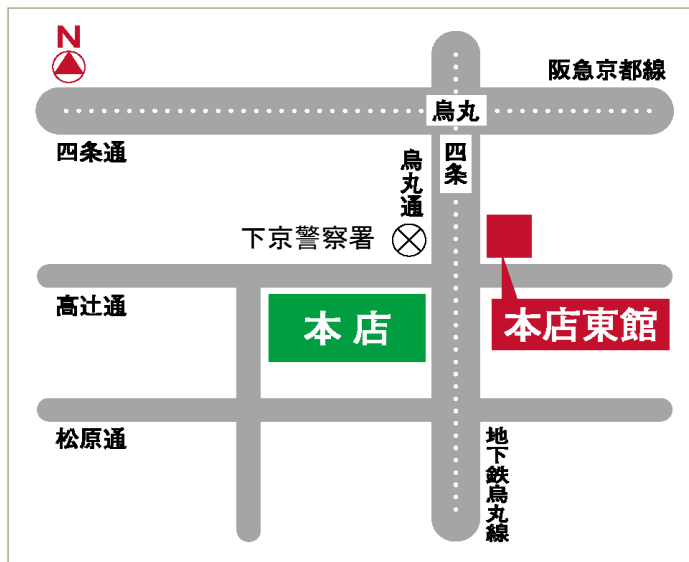 N
阪急京都線
烏丸
四条通
四条
烏丸通
下京警察署
高辻通
本店
本店東館
松原通
地下鉄烏丸線